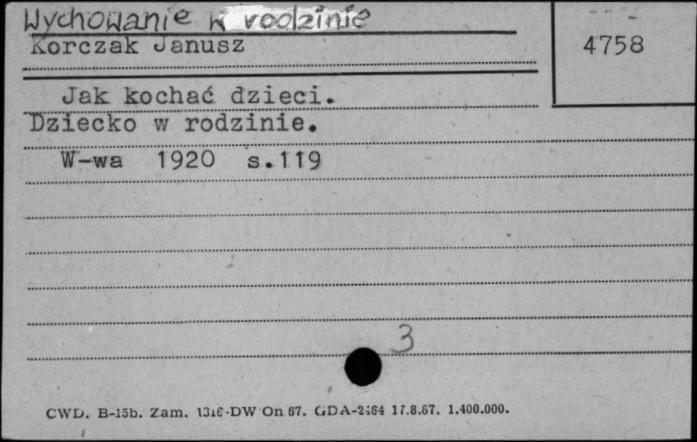 Wychowanie w rodzinie
Korczak Janusz
4758
Jak kochać dzieci.
Dziecko w rodzinie.
W-wa 1920 s.119
3
CWD. B-15b. Zam. 1316-DW On 67. GDA-2464 17.8.67. 1.400.000.